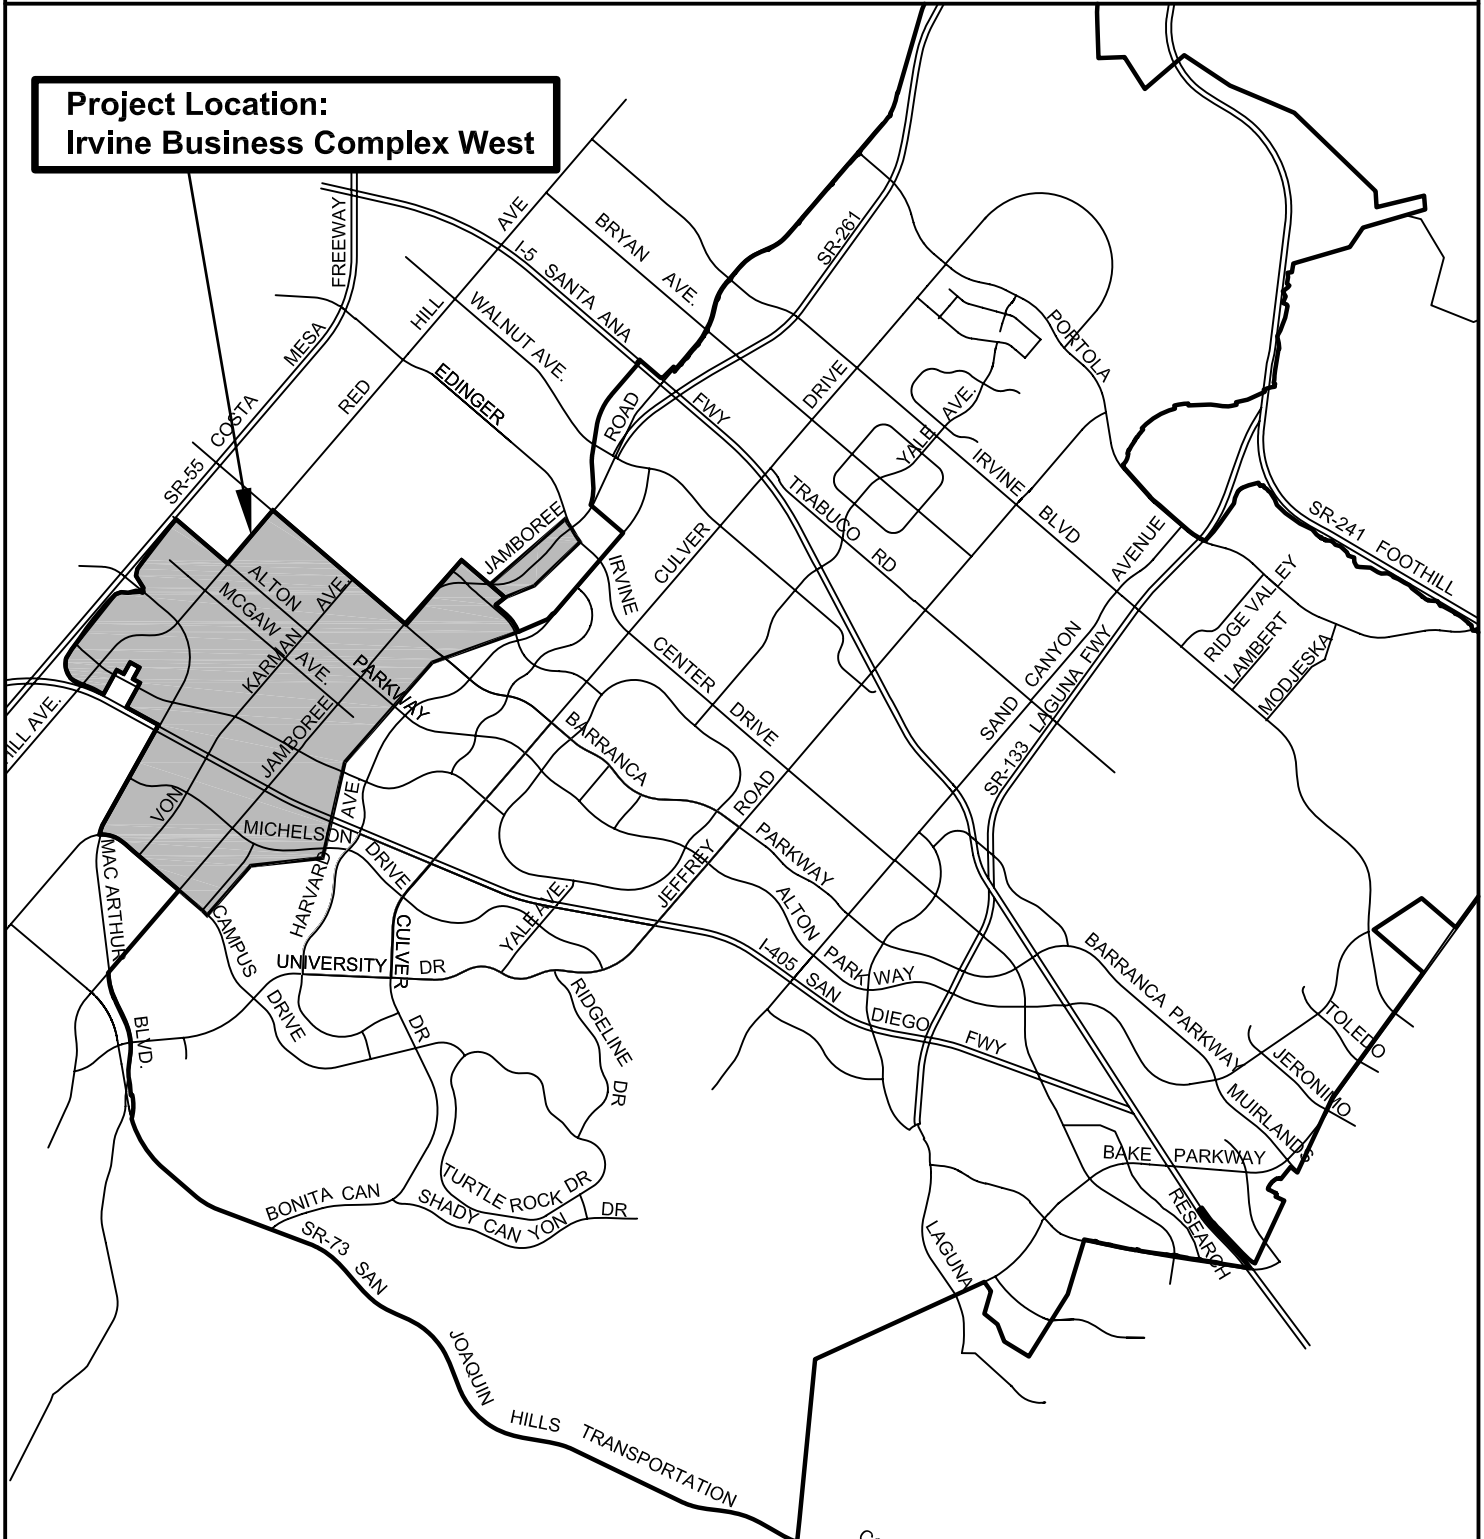 Project Location:
Irvine Business Complex West
FREEWAY
MESA
COSTA
SR-55
AVE
HILL
RED
I-5 SANTA ANA
FWY
BRYAN AVE.
WALNUT AVE.
EDINGER
ROAD
SR-261
DRIVE
CULVER
PORTOLA
YALE AVE.
IRVINE
BLVD
TRABUCO RD
SR-241 FOOTHILL
JAMBOREE
IRVINE
CENTER
DRIVE
AVENUE
CANYON
SAND
SR-133 LAGUNA FWY
RIDGE VALLEY
LAMBERT
MODJESKA
ALTON
PARKWAY
MCGAW AVE.
AVE.
KARMAN
VON
JAMBOREE
HILL AVE.
BARRANCA
PARKWAY
ROAD
JEFFREY
MICHELSON
DRIVE
AVE
HARVARD
MAC ARTHUR
BLVD.
CAMPUS
DRIVE
CULVER
DR
UNIVERSITY DR
YALE AVE.
ALTON
PARK WAY
I-405 SAN
DIEGO
FWY
RIDGELINE
DR
BARRANCA PARKWAY
TOLEDO
JERONIMO
MUIRLANDS
BAKE PARKWAY
RESEARCH
LAGUNA
TURTLE ROCK DR
BONITA CAN
SHADY CAN YON DR
SR-73 SAN
JOAQUIN
HILLS
TRANSPORTATION